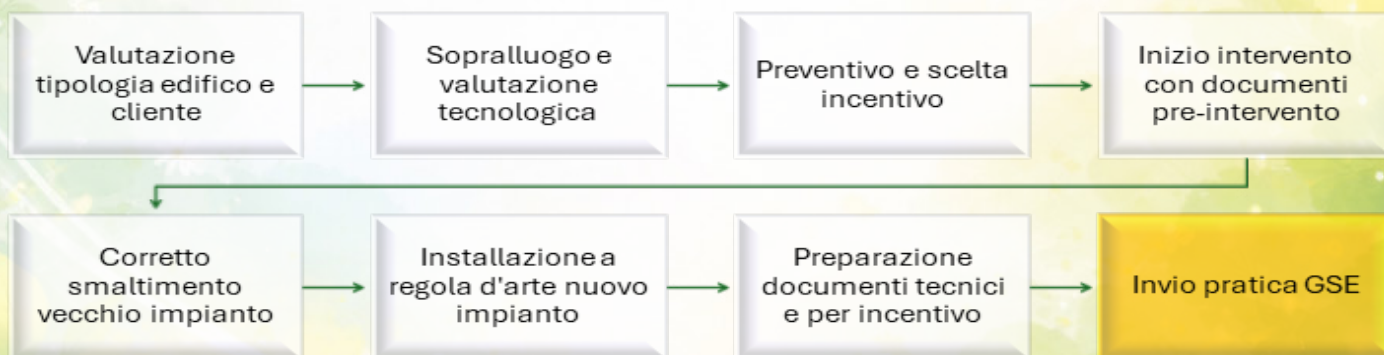 Valutazione
tipologia edifico e
cliente
Sopralluogo e
valutazione
tecnologica
Preventivo e scelta
incentivo
Inizio intervento
con documenti
pre-intervento
Corretto
smaltimento
vecchio impianto
Installazione a
regola d'arte nuovo
impianto
Preparazione
documenti tecnici
e per incentivo
Invio pratica GSE